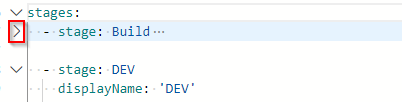 stages:
- stage: Build...
- stage: DEV
displayName: 'DEV'